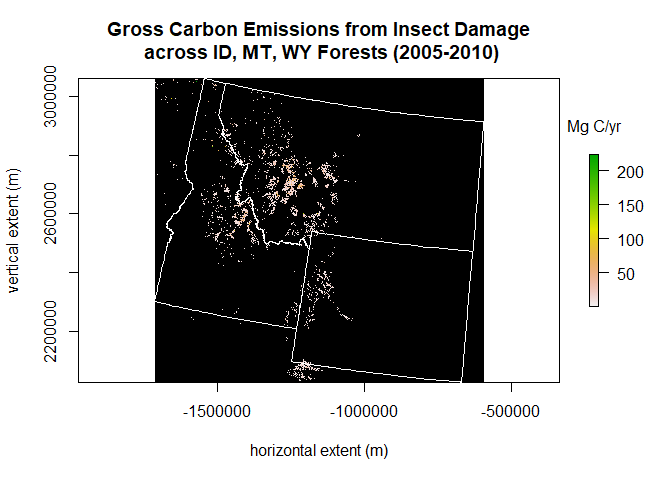 Gross Carbon Emissions from Insect Damage
across ID, MT, WY Forests (2005-2010)
Mg C/yr
200
150
100
50
vertical extent (m)
3000000
2600000
2200000
-1500000
-1000000
-500000
horizontal extent (m)